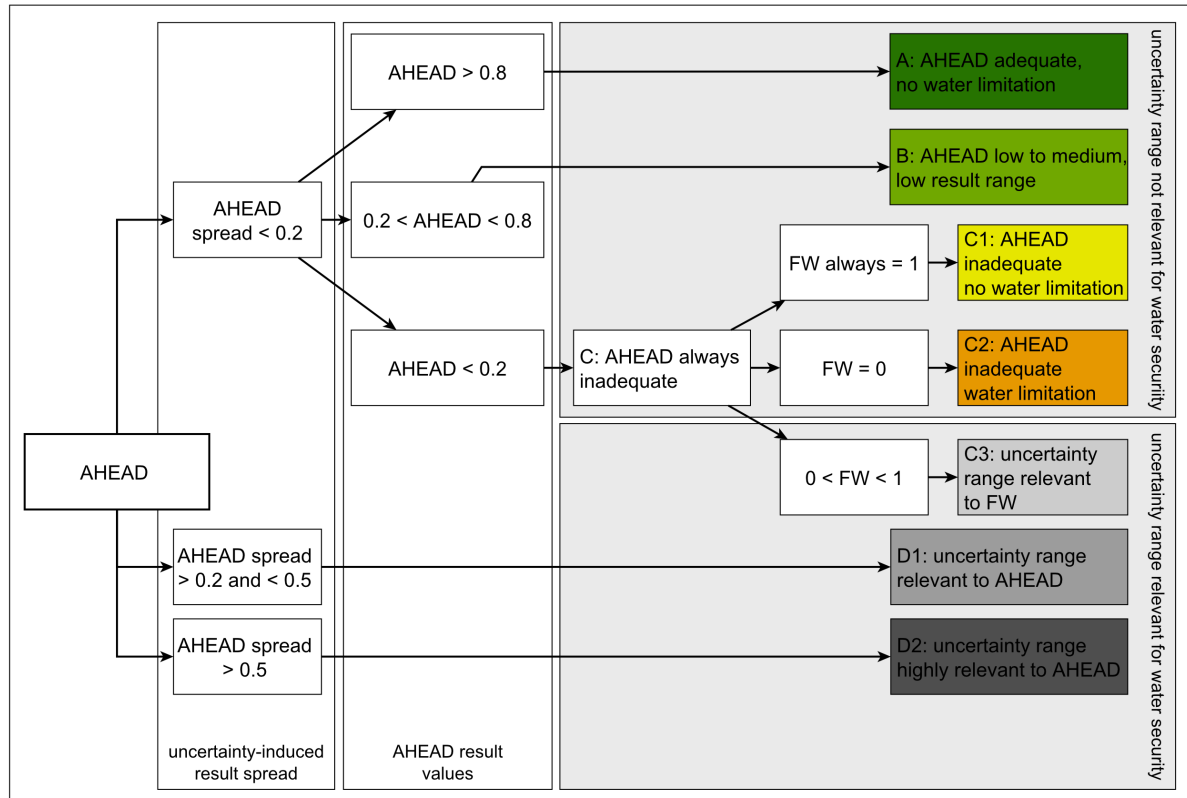 AHEAD
AHEAD
spread < 0.2
AHEAD spread
> 0.2 and < 0.5
AHEAD spread
> 0.5
uncertainty-induced
result spread
AHEAD > 0.8
0.2 < AHEAD < 0.8
AHEAD < 0.2
AHEAD result
values
C: AHEAD always
inadequate
FW always = 1
FW = 0
0 < FW < 1
A: AHEAD adequate,
no water limitation
B: AHEAD low to medium,
low result range
C1: AHEAD
inadequate
no water limitation
C2: AHEAD
inadequate
water limitation
C3: uncertainty
range relevant
to FW
D1: uncertainty range
relevant to AHEAD
D2: uncertainty range
highly relevant to AHEAD
uncertainty range not relevant for water securiity
uncertainty range relevant for water security